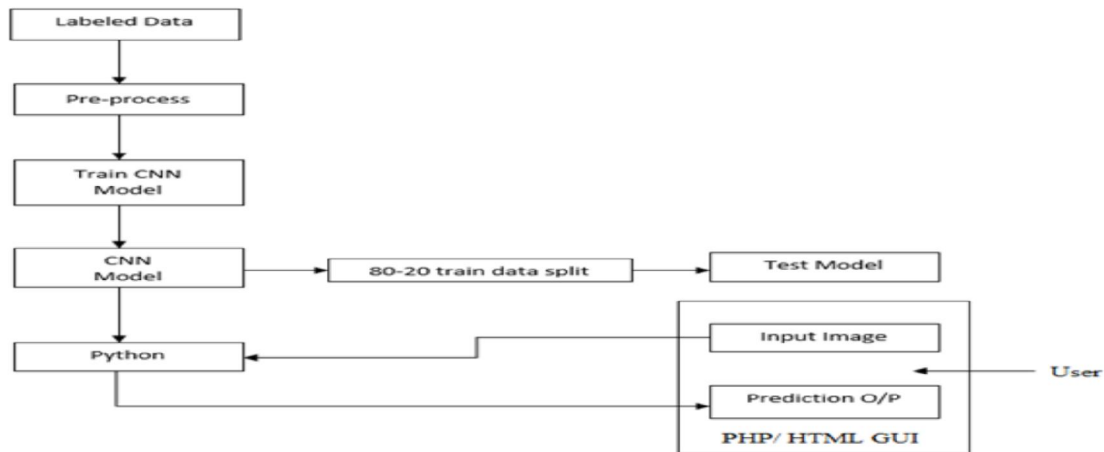 Labeled Data
Pre-process
Train CNN
Model
CNN
Model
80-20 train data split
Test Model
Input Image
Python
User
Prediction O/P
PHP/ HTML GUI